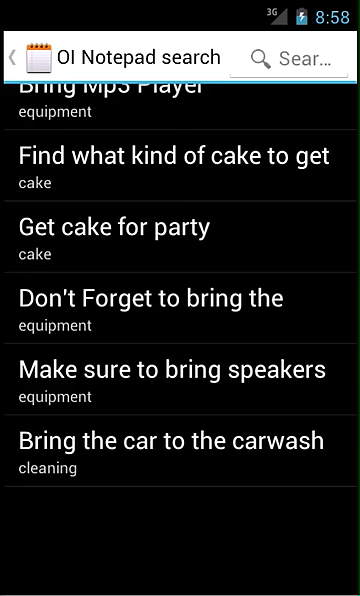 3G 8:58
OI Notepad search Sear…
Bring Mp3 Player
equipment
Find what kind of cake to get
cake
Get cake for party
cake
Don't Forget to bring the
equipment
Make sure to bring speakers
equipment
Bring the car to the carwash
cleaning